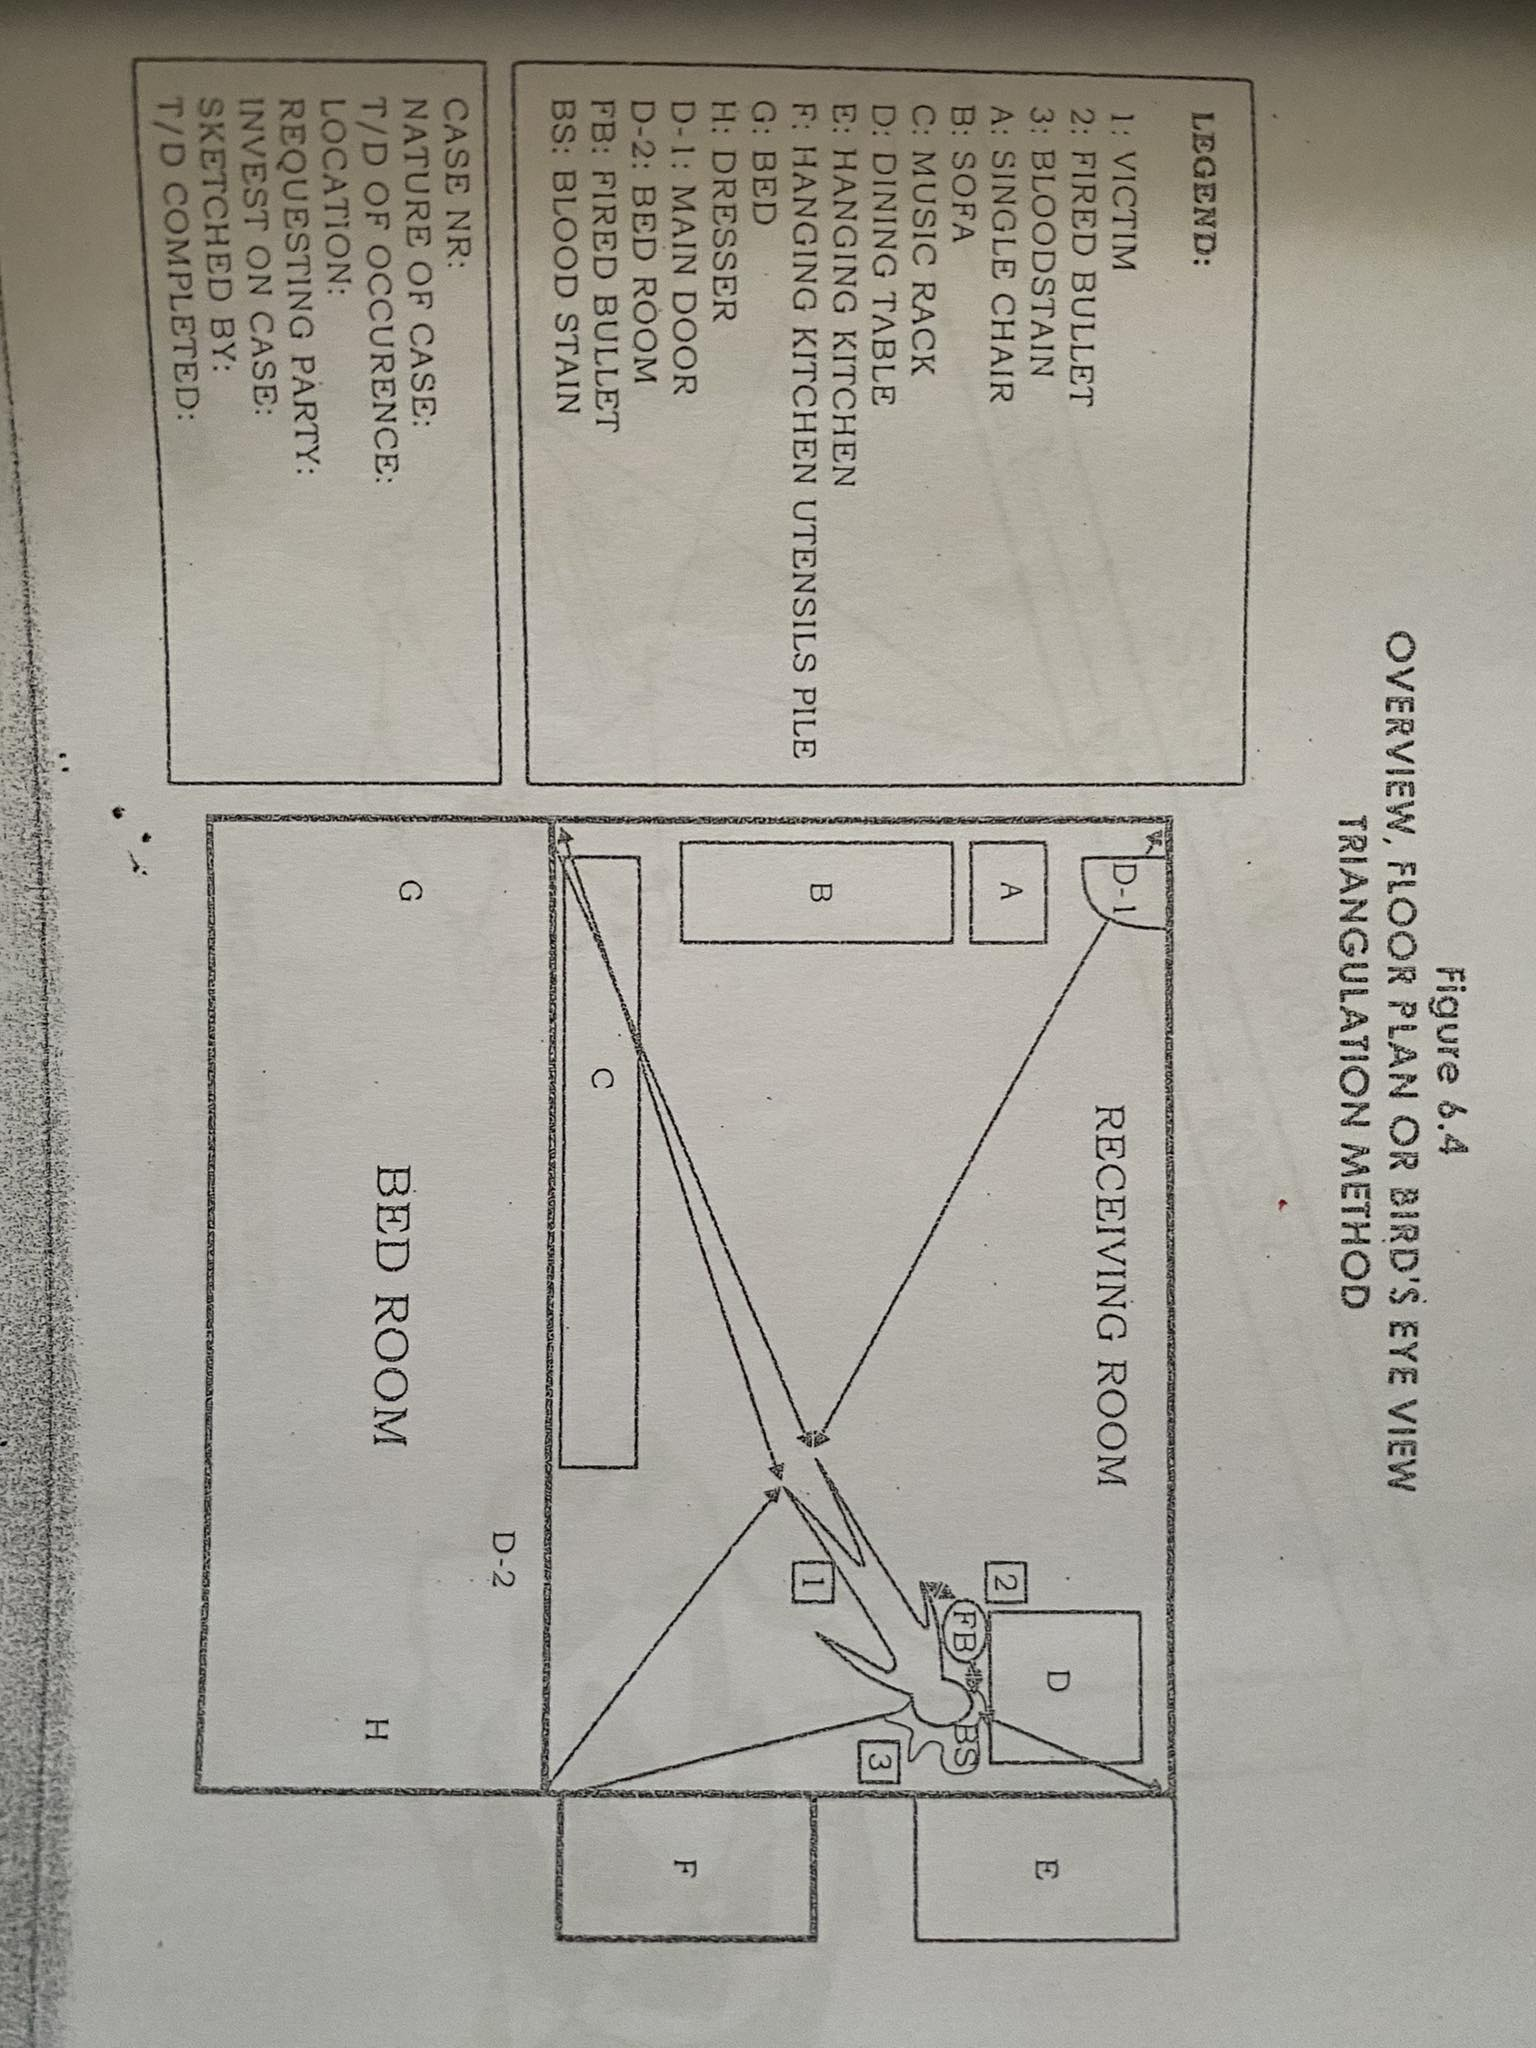 Figure 6.4
OVERVIEW, FLOOR PLAN OR BIRD'S EYE VIEW
TRIANGULATION METHOD
LEGEND:
1: VICTIM
2: FIRED BULLET
3: BLOODSTAIN
A: SINGLE CHAIR
B: SOFA
C: MUSIC RACK
D: DINING TABLE
E: HANGING KITCHEN
F: HANGING KITCHEN UTENSILS PILE
G: BED
H: DRESSER
D-1: MAIN DOOR
D-2: BED ROOM
FB: FIRED BULLET
BS: BLOOD STAIN
CASE NR:
NATURE OF CASE:
T/D OF OCCURENCE:
LOCATION:
REQUESTING PARTY:
INVEST ON CASE:
SKETCHED BY:
T/D COMPLETED:
D-1
RECEIVING ROOM
A
B
C
2
D
FB
1
BS
3
E
F
D-2
G
BED ROOM
H